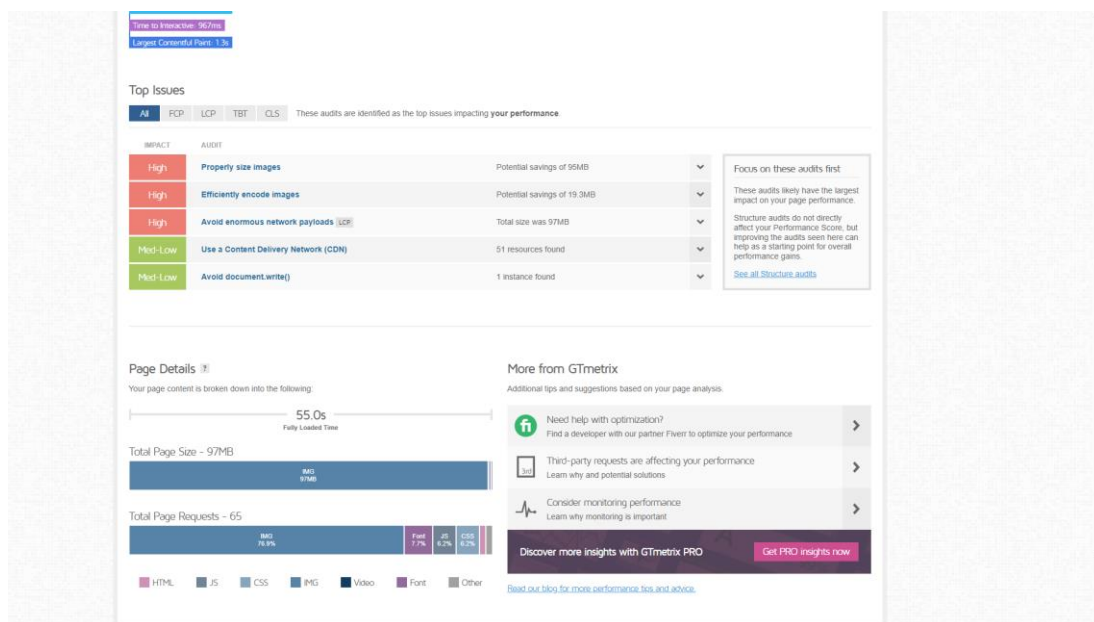 Time to Interactive: 967ms
Largest Contentful Paint: 1.3s
Top Issues
All FCP LCP TBT CLS These audits are identified as the top issues impacting your performance.
IMPACT AUDIT
High Properly size images Potential savings of 95MB
High Efficiently encode images Potential savings of 19.3MB
High Avoid enormous network payloads LCP Total size was 97MB
Med-Low Use a Content Delivery Network (CDN) 51 resources found
Med-Low Avoid document.write() 1 instance found
Focus on these audits first
These audits likely have the largest
impact on your page performance.
Structure audits do not directly
affect your Performance Score, but
improving the audits seen here can
help as a starting point for overall
performance gains.
See all Structure audits
Page Details ?
Your page content is broken down into the following:
55.0s
Fully Loaded Time
Total Page Size - 97MB
IMG
97MB
Total Page Requests - 65
IMG Font JS CSS
76.9% 7.7% 6.2% 6.2%
HTML JS CSS IMG Video Font Other
More from GTmetrix
Additional tips and suggestions based on your page analysis.
fi
Need help with optimization?
Find a developer with our partner Fiverr to optimize your performance
3rd
Third-party requests are affecting your performance
Learn why and potential solutions
Consider monitoring performance
Learn why monitoring is important
Discover more insights with GTmetrix PRO Get PRO insights now
Read our blog for more performance tips and advice.